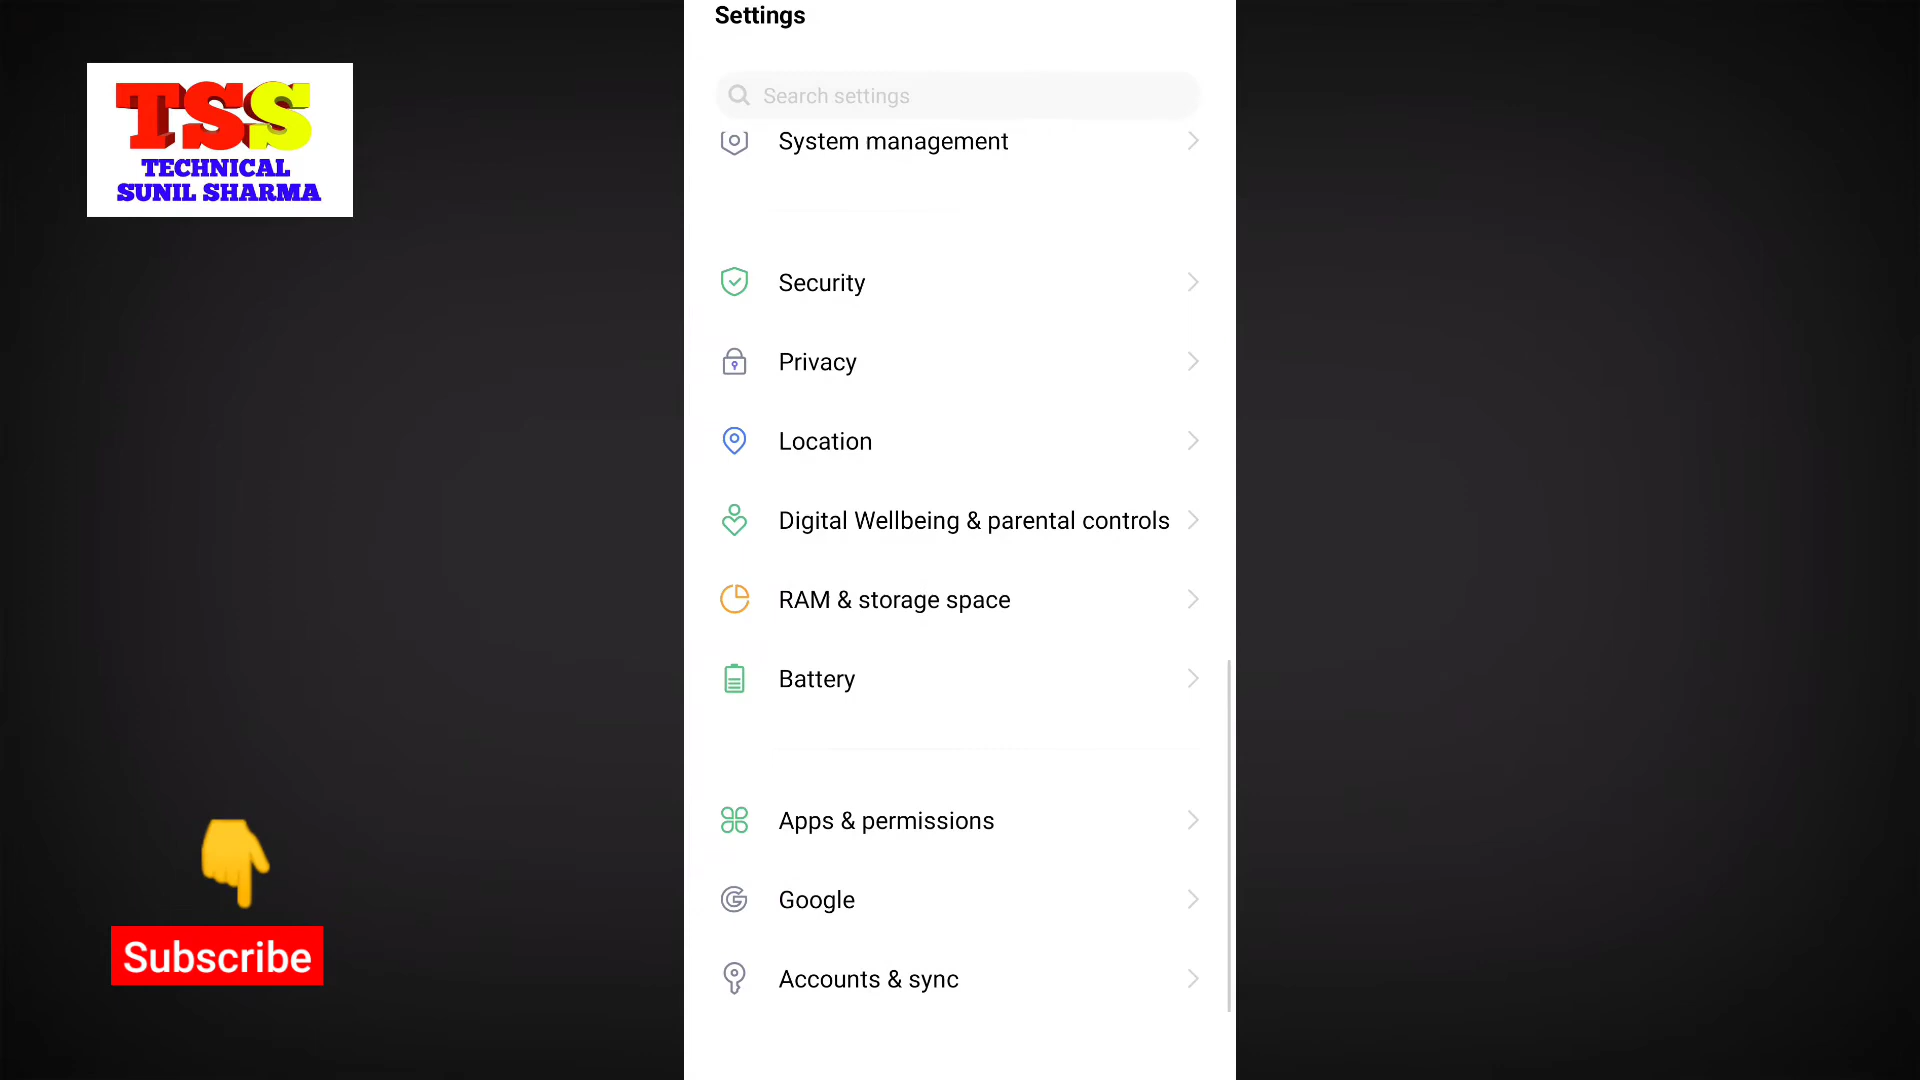 Settings
Search settings
TSS
TECHNICAL
SUNIL SHARMA
System management
Security
Privacy
Location
Digital Wellbeing & parental controls
RAM & storage space
Battery
Apps & permissions
Google
Accounts & sync
Subscribe